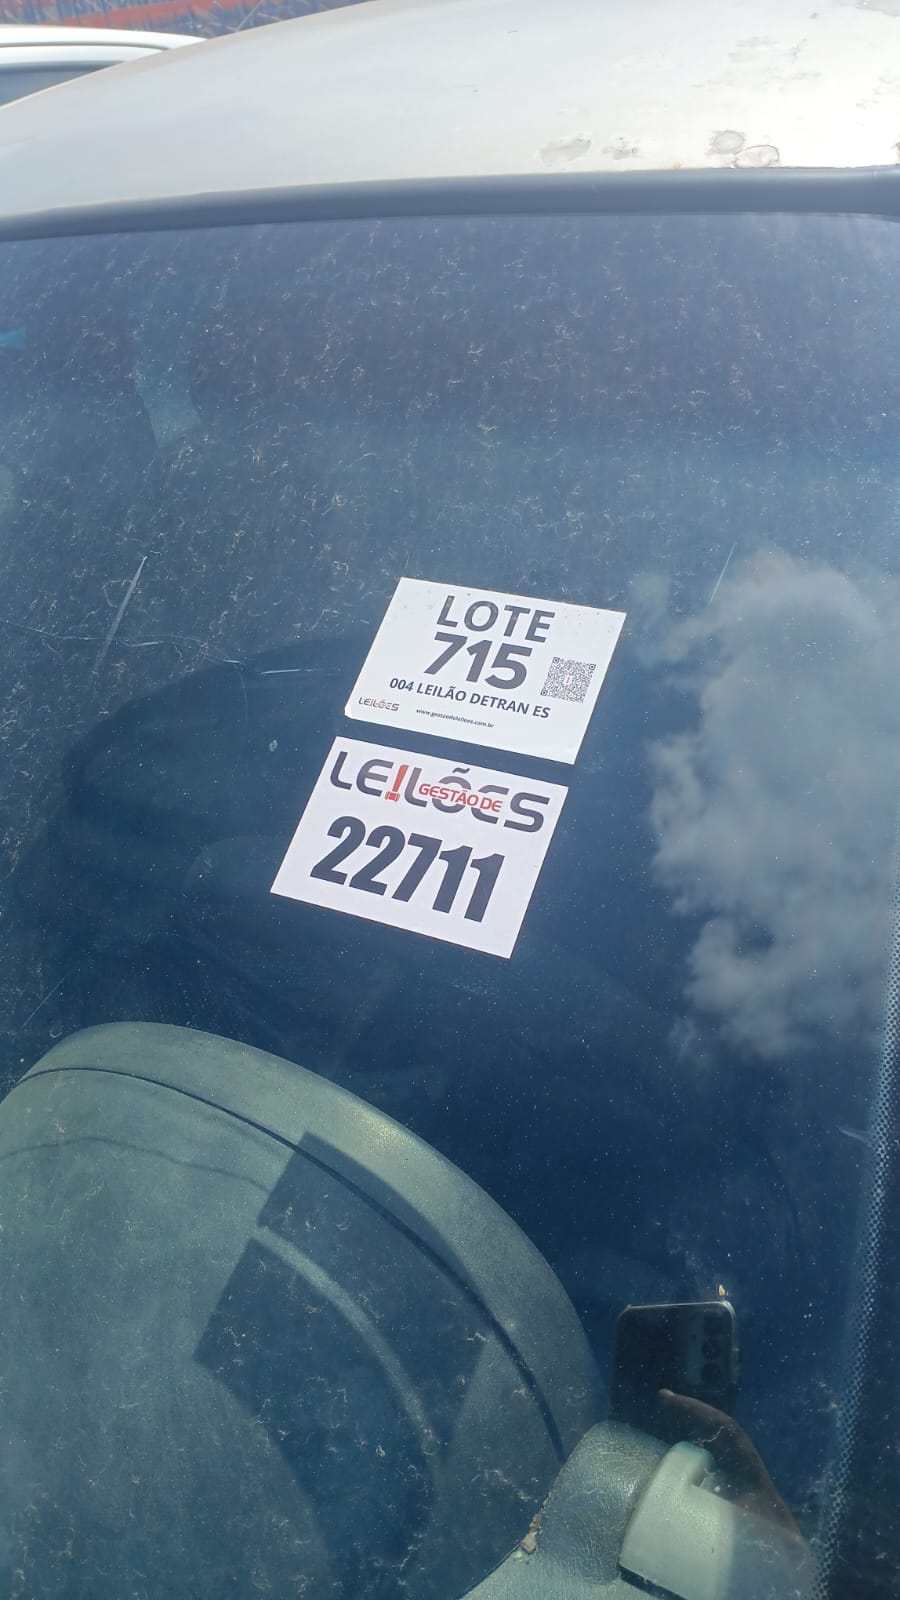 LOTE
715
004 LEILÃO DETRAN ES
LEILÕES www.gestaodeleiloes.com.br
LEILÕES
GESTÃO DE
22711